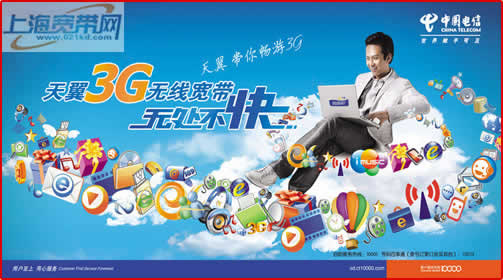 上海宽带网
www.021kd.com
中国电信
CHINA TELECOM
世界触手可及
天翼 带你畅游3G
天翼3G无线宽带
无处不快
iMUSIC
3G
用户至上 用心服务 Customer First Service Foremost
sd.ct10000.com
10000